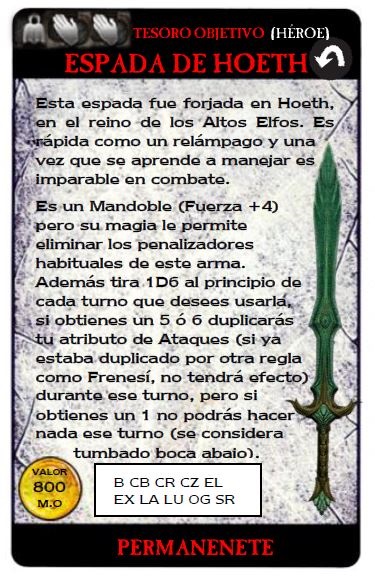 TESORO OBJETIVO (HÉROE)
ESPADA DE HOETH
Esta espada fue forjada en Hoeth,
en el reino de los Altos Elfos. Es
rápida como un relámpago y una
vez que se aprende a manejar es
imparable en combate.
Es un Mandoble (Fuerza +4)
pero su magia le permite
eliminar los penalizadores
habituales de este arma.
Además tira 1D6 al principio de
cada turno que desees usarla,
si obtienes un 5 ó 6 duplicarás
tu atributo de Ataques (si ya
estaba duplicado por otra regla
como Frenesí, no tendrá efecto)
durante ese turno, pero si
obtienes un 1 no podrás hacer
nada ese turno (se considera
tumbado boca abajo).
VALOR
800
M.O
B CB CR CZ EL
EX LA LU OG SR
PERMANENETE